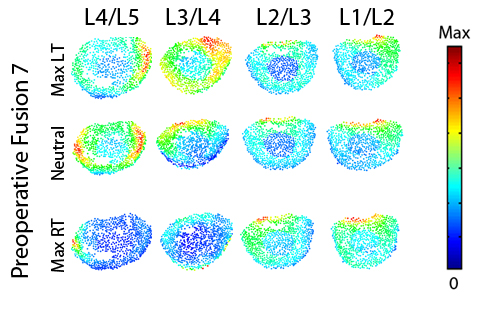 L4/L5 L3/L4 L2/L3 L1/L2
Max
Preoperative Fusion 7
Max LT
Neutral
Max RT
0